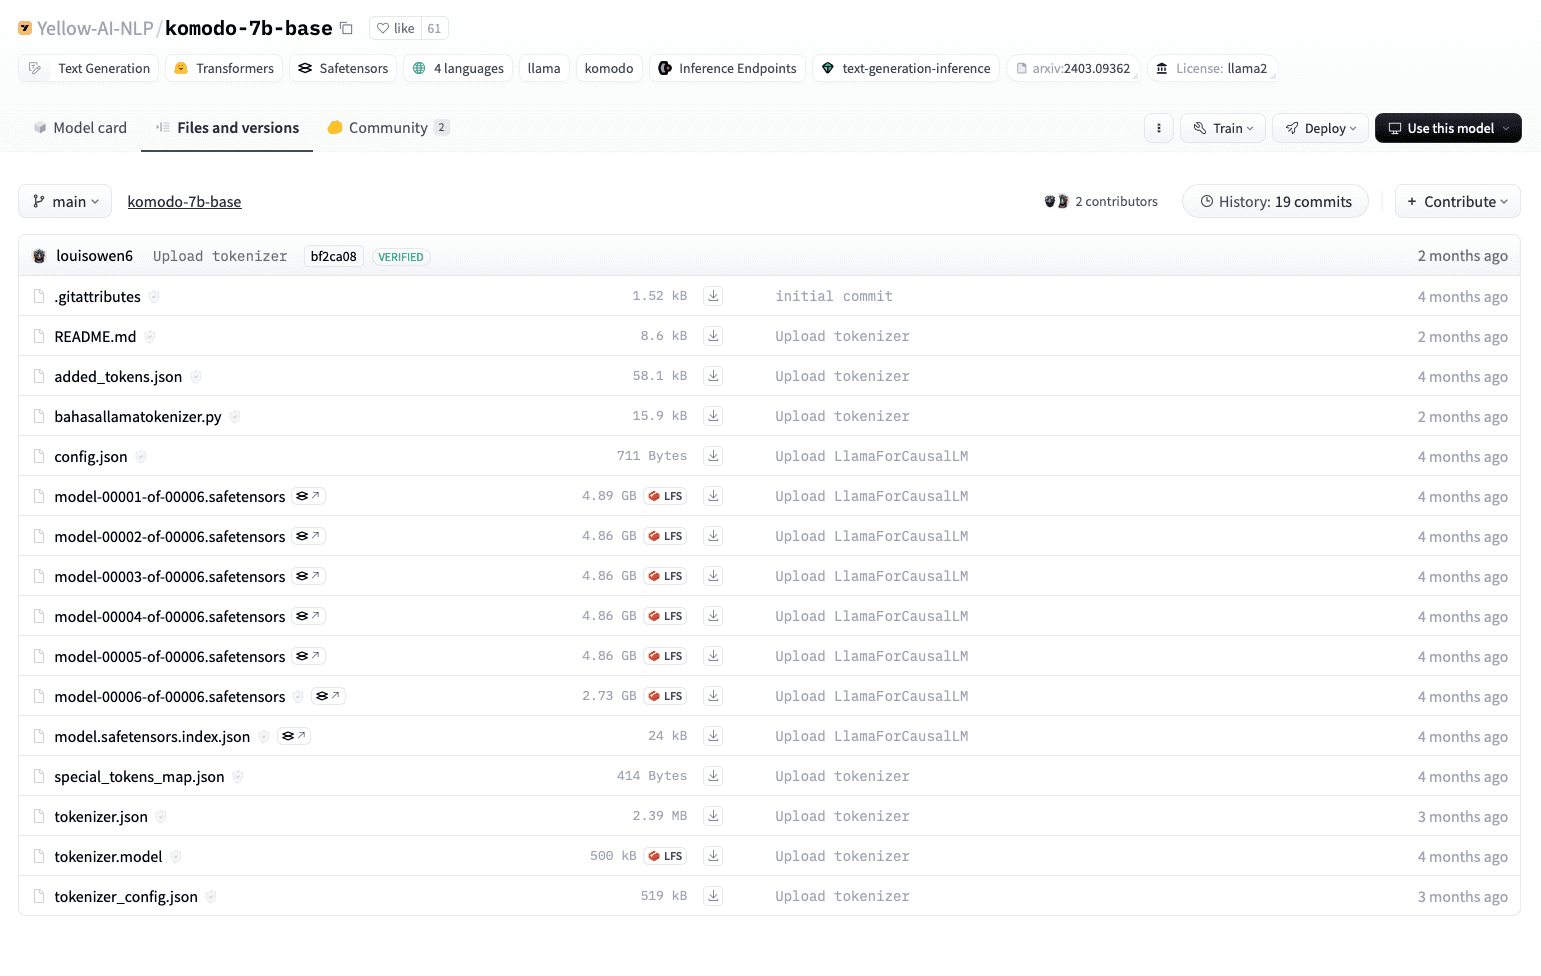 Yellow-AI-NLP/komodo-7b-base like 61
Text Generation Transformers Safetensors 4 languages llama komodo Inference Endpoints text-generation-inference arxiv:2403.09362 License: llama2
Model card Files and versions Community 2 Train Deploy Use this model
main komodo-7b-base 2 contributors History: 19 commits + Contribute
louisowen6 Upload tokenizer bf2ca08 VERIFIED 2 months ago
.gitattributes 1.52 kB initial commit 4 months ago
README.md 8.6 kB Upload tokenizer 2 months ago
added_tokens.json 58.1 kB Upload tokenizer 4 months ago
bahasallamatokenizer.py 15.9 kB Upload tokenizer 2 months ago
config.json 711 Bytes Upload LlamaForCausalLM 4 months ago
model-00001-of-00006.safetensors 4.89 GB LFS Upload LlamaForCausalLM 4 months ago
model-00002-of-00006.safetensors 4.86 GB LFS Upload LlamaForCausalLM 4 months ago
model-00003-of-00006.safetensors 4.86 GB LFS Upload LlamaForCausalLM 4 months ago
model-00004-of-00006.safetensors 4.86 GB LFS Upload LlamaForCausalLM 4 months ago
model-00005-of-00006.safetensors 4.86 GB LFS Upload LlamaForCausalLM 4 months ago
model-00006-of-00006.safetensors 2.73 GB LFS Upload LlamaForCausalLM 4 months ago
model.safetensors.index.json 24 kB Upload LlamaForCausalLM 4 months ago
special_tokens_map.json 414 Bytes Upload tokenizer 4 months ago
tokenizer.json 2.39 MB Upload tokenizer 3 months ago
tokenizer.model 500 kB LFS Upload tokenizer 4 months ago
tokenizer_config.json 519 kB Upload tokenizer 3 months ago